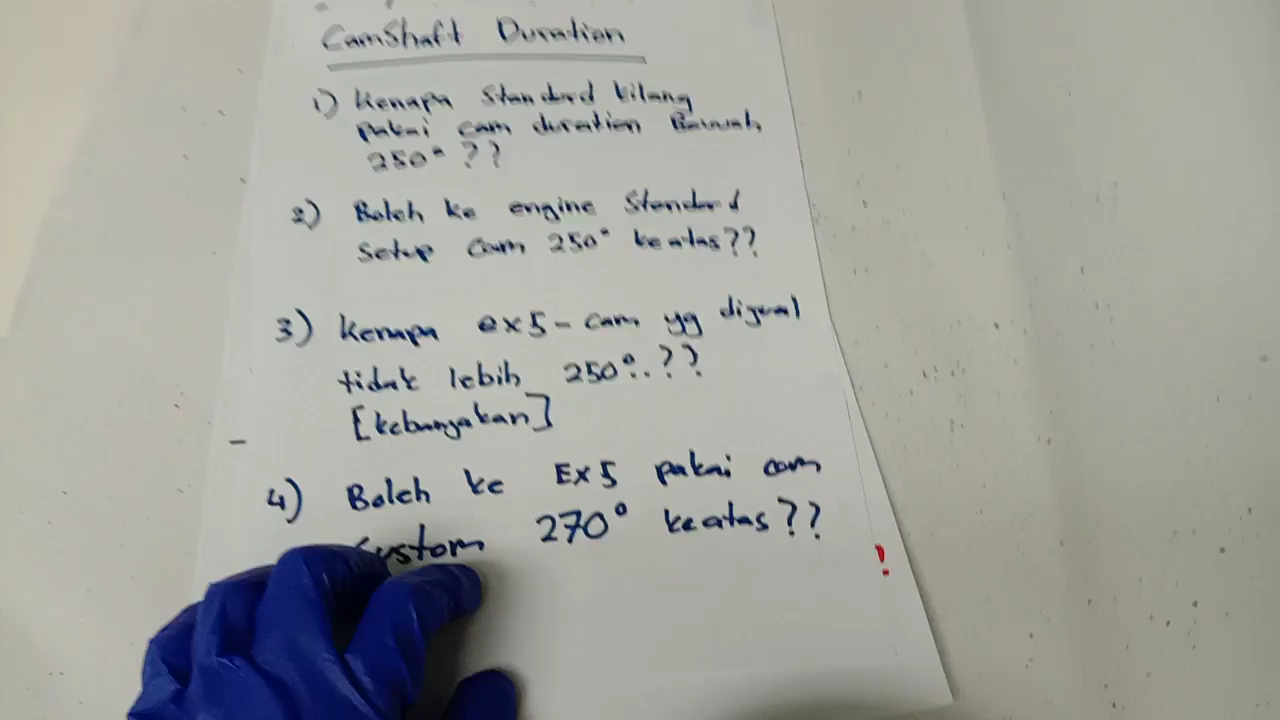 Camshaft Duration
1) Kenapa Standard kilang
pakai cam duration Bawah
250° ??
2) Boleh ke engine Standard
Setup Cam 250° keatas??
3) Kenapa ex5-cam yg dijual
tidak lebih 250°..??
[kebanyakan]
4) Boleh ke EX5 pakai cam
custom 270° keatas??
!